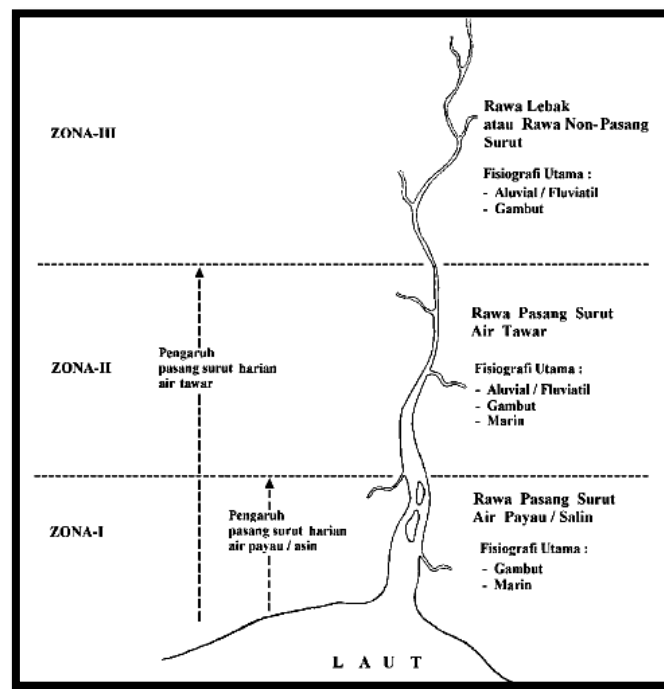 ZONA-III
Rawa Lebak
atau Rawa Non-Pasang
Surut
Fisiografi Utama :
- Aluvial / Fluviatil
- Gambut
ZONA-II
Pengaruh
pasang surut harian
air tawar
Rawa Pasang Surut
Air Tawar
Fisiografi Utama :
- Aluvial / Fluviatil
- Gambut
- Marin
ZONA-I
Pengaruh
pasang surut harian
air payau / asin
Rawa Pasang Surut
Air Payau / Salin
Fisiografi Utama :
- Gambut
- Marin
L A U T